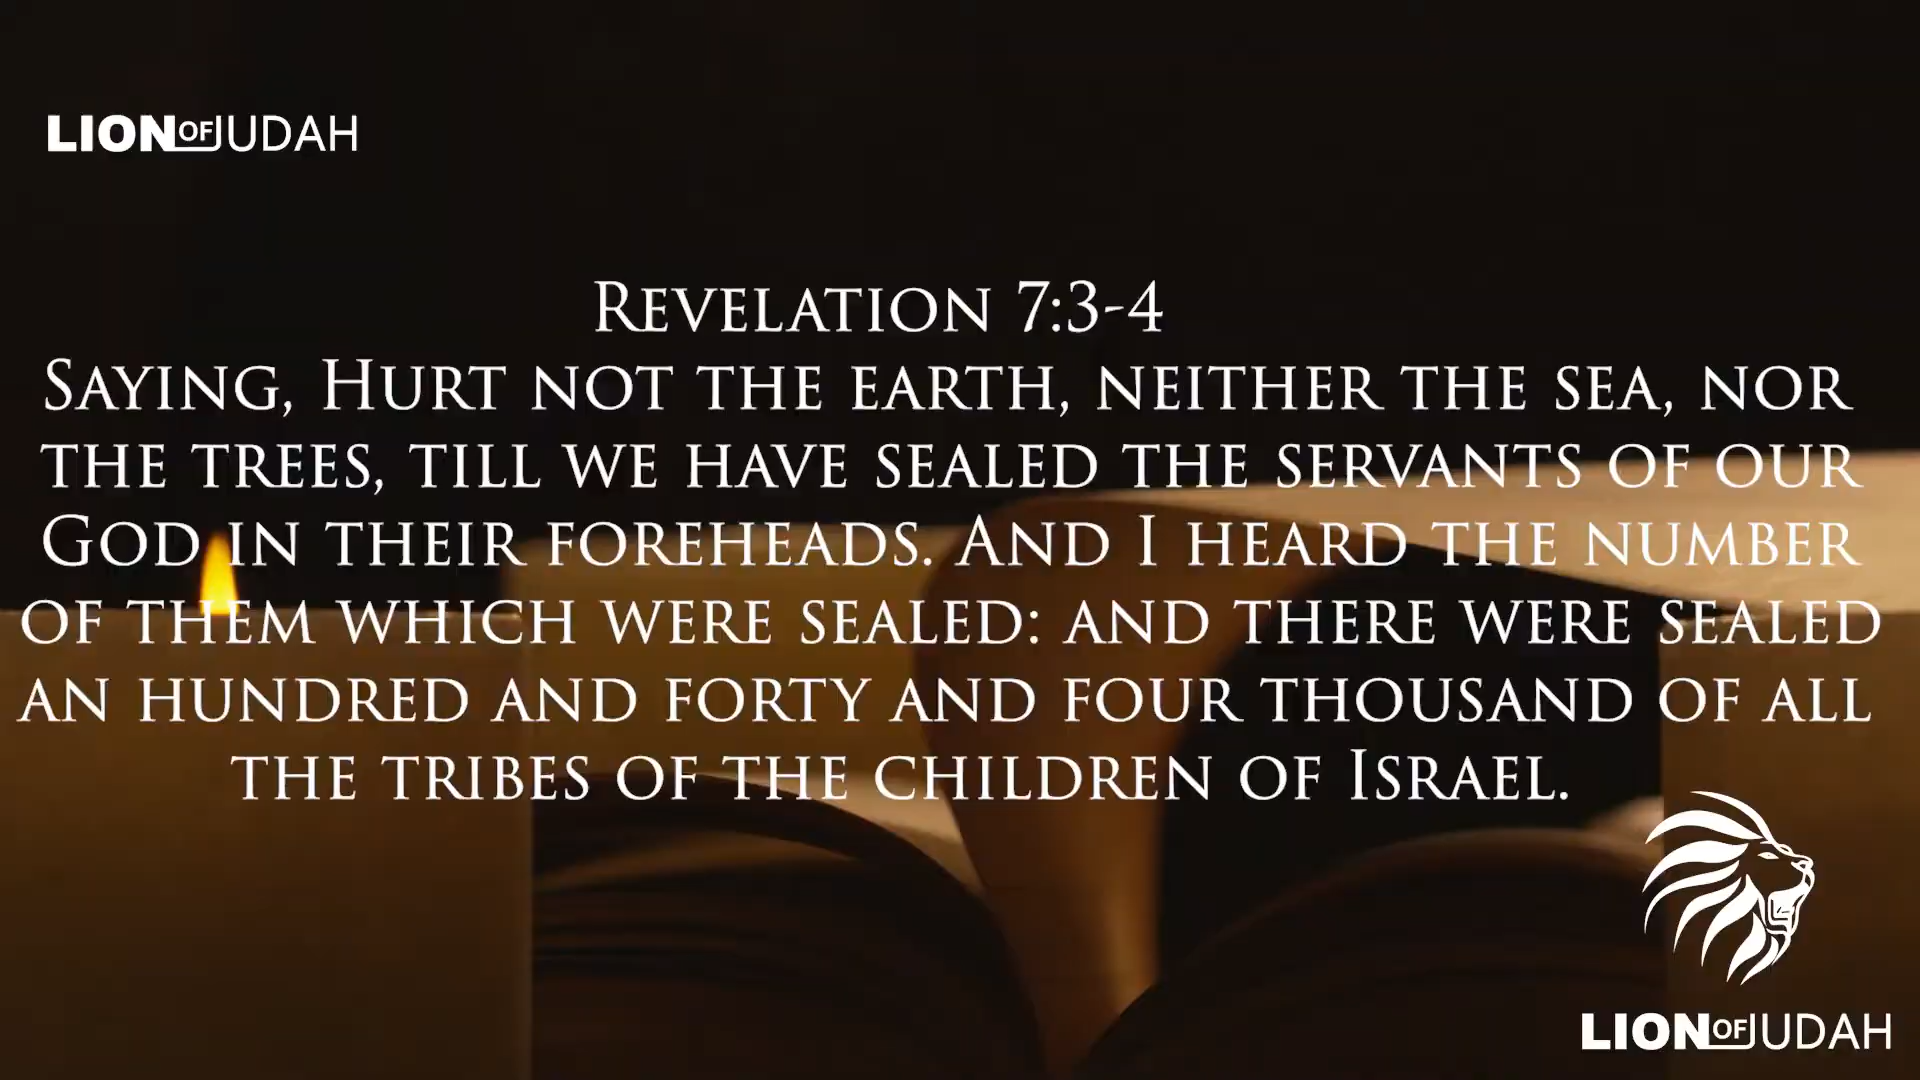 LIONOFJUDAH
Revelation 7:3-4
Saying, Hurt not the earth, neither the sea, nor
the trees, till we have sealed the servants of our
God in their foreheads. And I heard the number
of them which were sealed: and there were sealed
an hundred and forty and four thousand of all
the tribes of the children of Israel.
LIONOFJUDAH